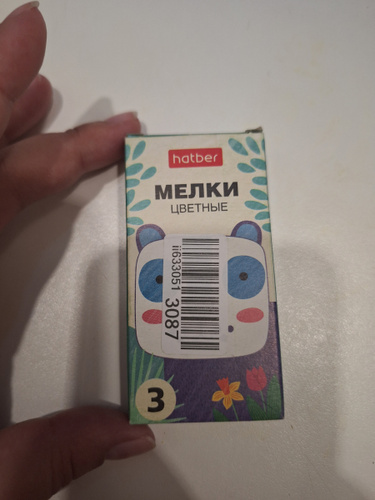 hatber
МЕЛКИ
ЦВЕТНЫЕ
ii633051
3087
3